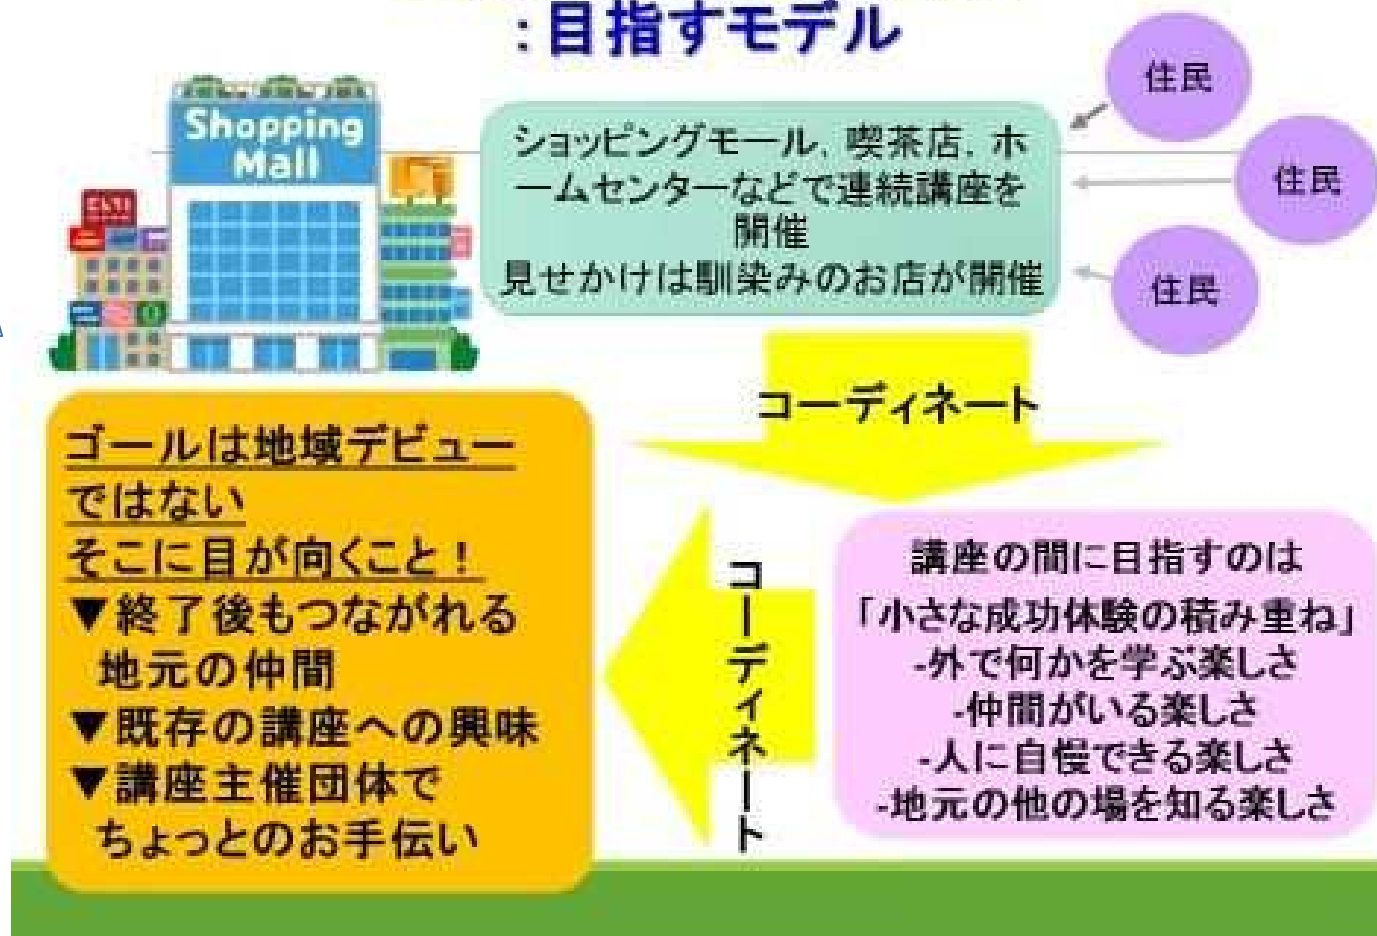 :目指すモデル
Shopping
Mall
ショッピングモール，喫茶店，ホ
ームセンターなどで連続講座を
開催
見せかけは馴染みのお店が開催
住民
住民
住民
コーディネート
講座の間に目指すのは
「小さな成功体験の積み重ね」
-外で何かを学ぶ楽しさ
-仲間がいる楽しさ
-人に自慢できる楽しさ
-地元の他の場を知る楽しさ
コーディネート
ゴールは地域デビュー
ではない
そこに目が向くこと！
▼終了後もつながれる
地元の仲間
▼既存の講座への興味
▼講座主催団体で
ちょっとのお手伝い